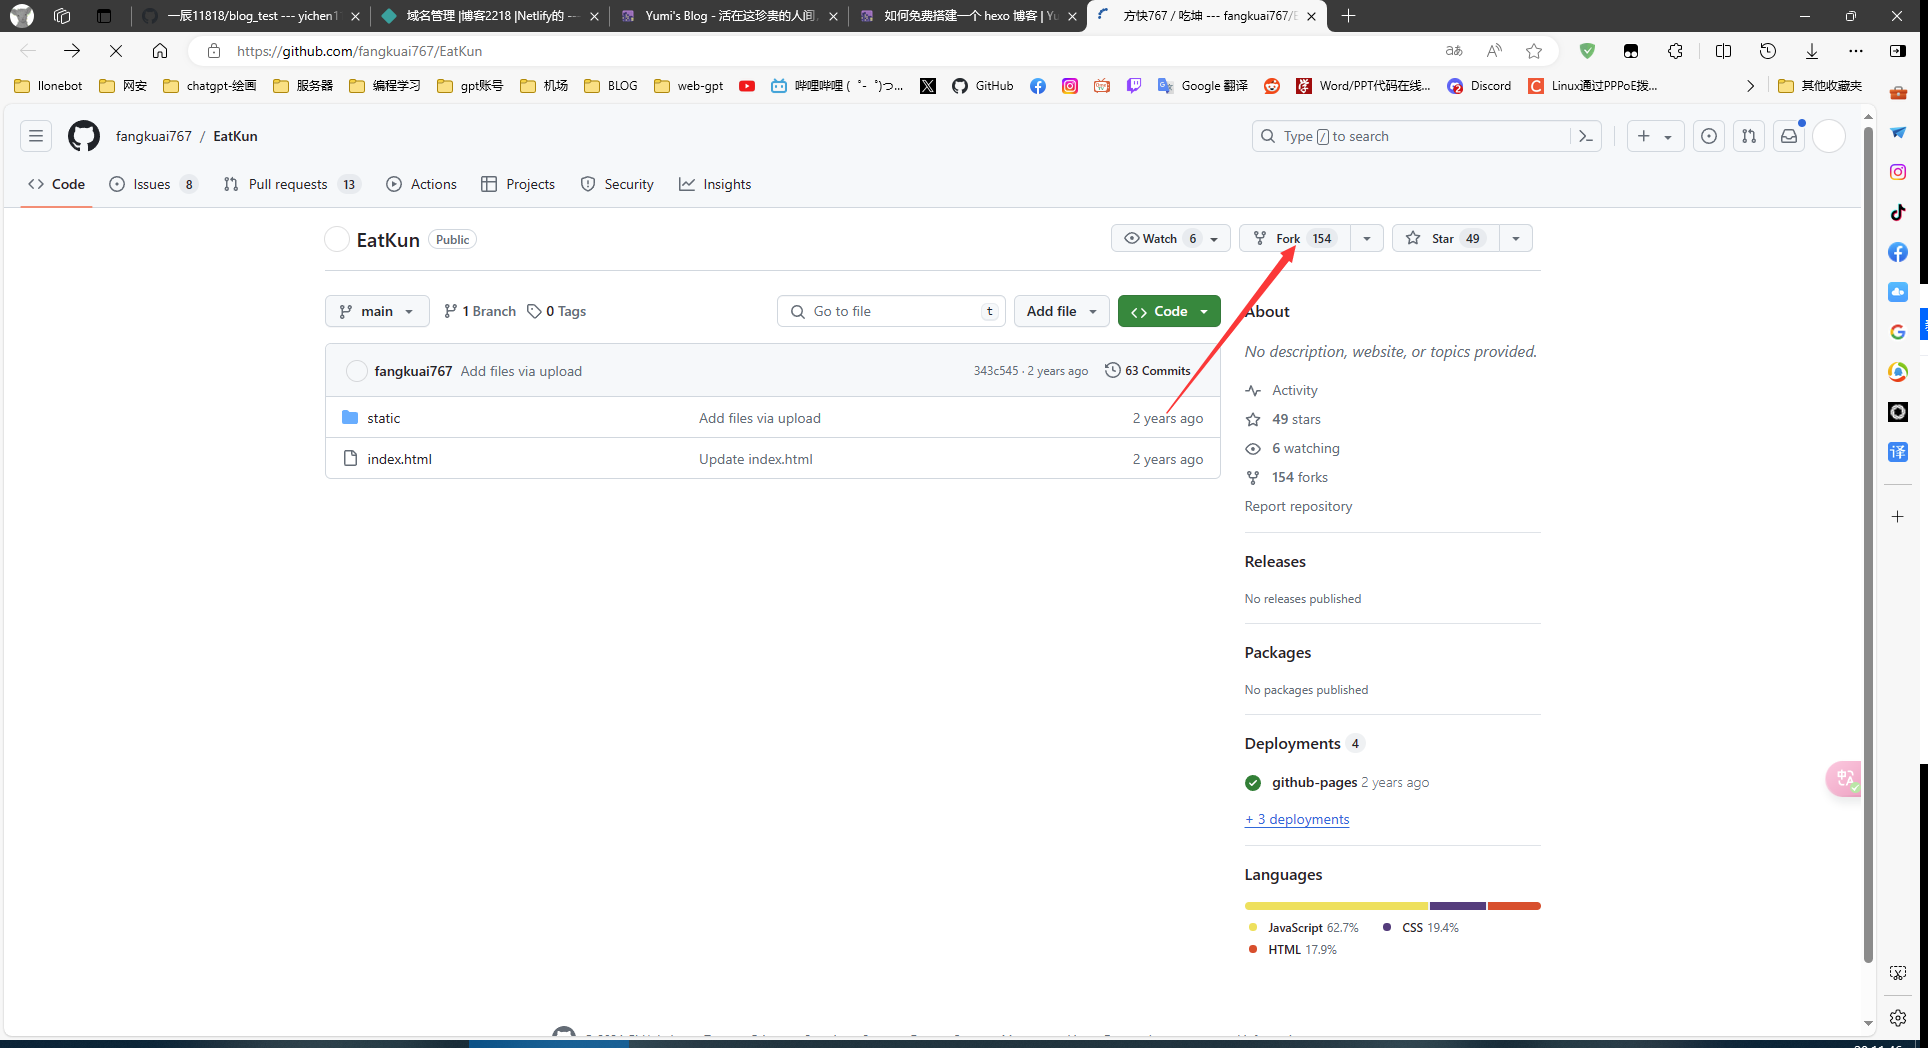 一辰11818/blog_test --- yichen1
域名管理 |博客2218 |Netlify的 ---
Yumi's Blog - 活在这珍贵的人间,
如何免费搭建一个 hexo 博客 | Yu
方快767 / 吃坤 --- fangkuai767/E
https://github.com/fangkuai767/EatKun
llonebot
网安
chatgpt-绘画
服务器
编程学习
gpt账号
机场
BLOG
web-gpt
哔哩哔哩 (゜-゜)つ...
GitHub
Google 翻译
Word/PPT代码在线...
Discord
Linux通过PPPoE拨...
其他收藏夹
fangkuai767 / EatKun
Type / to search
Code
Issues 8
Pull requests 13
Actions
Projects
Security
Insights
EatKun Public
Watch 6
Fork 154
Star 49
main
1 Branch
0 Tags
Go to file t
Add file
Code
About
No description, website, or topics provided.
fangkuai767 Add files via upload
343c545 · 2 years ago
63 Commits
static Add files via upload 2 years ago
index.html Update index.html 2 years ago
Activity
49 stars
6 watching
154 forks
Report repository
Releases
No releases published
Packages
No packages published
Deployments 4
github-pages 2 years ago
+ 3 deployments
Languages
JavaScript 62.7%
CSS 19.4%
HTML 17.9%
译